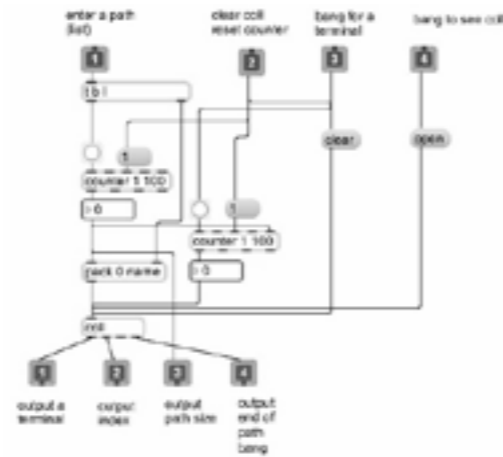 enter a path
(list)
clear coll
reset counter
bang for a
terminal
bang to see coll
1
2
3
4
t b l
clear
open
1
1
counter 1 100
0
counter 1 100
pack 0 name
0
coll
1
2
3
4
output a
terminal
output
index
output
path size
output
end of
path
bang